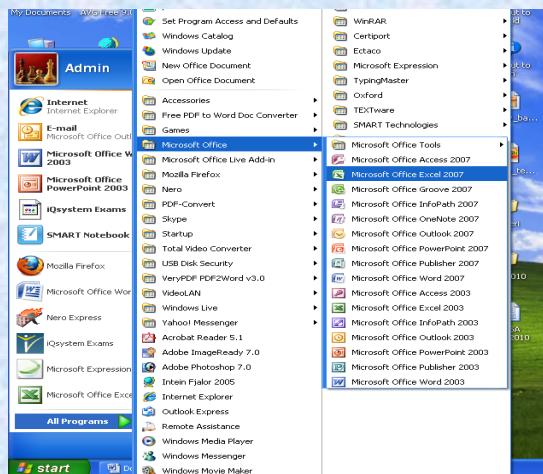 My Documents AVG Free 9.0
Admin
Internet
Internet Explorer
E-mail
Microsoft Office Outl
Microsoft Office W
2003
Microsoft Office
PowerPoint 2003
iQsystem Exams
SMART Notebook
Mozilla Firefox
Microsoft Office Wor
Nero Express
iQsystem Exams
Microsoft Expression
Microsoft Office Exce
All Programs
start
Set Program Access and Defaults
Windows Catalog
Windows Update
New Office Document
Open Office Document
Accessories
Free PDF to Word Doc Converter
Games
Microsoft Office
Microsoft Office Live Add-in
Mozilla Firefox
Nero
PDF-Convert
Skype
Startup
Total Video Converter
USB Disk Security
VeryPDF PDF2Word v3.0
VideoLAN
Windows Live
Yahoo! Messenger
Acrobat Reader 5.1
Adobe ImageReady 7.0
Adobe Photoshop 7.0
Intein Fjalor 2005
Internet Explorer
Outlook Express
Remote Assistance
Windows Media Player
Windows Messenger
Windows Movie Maker
WinRAR
Certiport
Ectaco
Microsoft Expression
TypingMaster
Oxford
TEXTware
SMART Technologies
Microsoft Office Tools
Microsoft Office Access 2007
Microsoft Office Excel 2007
Microsoft Office Groove 2007
Microsoft Office InfoPath 2007
Microsoft Office OneNote 2007
Microsoft Office Outlook 2007
Microsoft Office PowerPoint 2007
Microsoft Office Publisher 2007
Microsoft Office Word 2007
Microsoft Office Access 2003
Microsoft Office Excel 2003
Microsoft Office InfoPath 2003
Microsoft Office Outlook 2003
Microsoft Office PowerPoint 2003
Microsoft Office Publisher 2003
Microsoft Office Word 2003